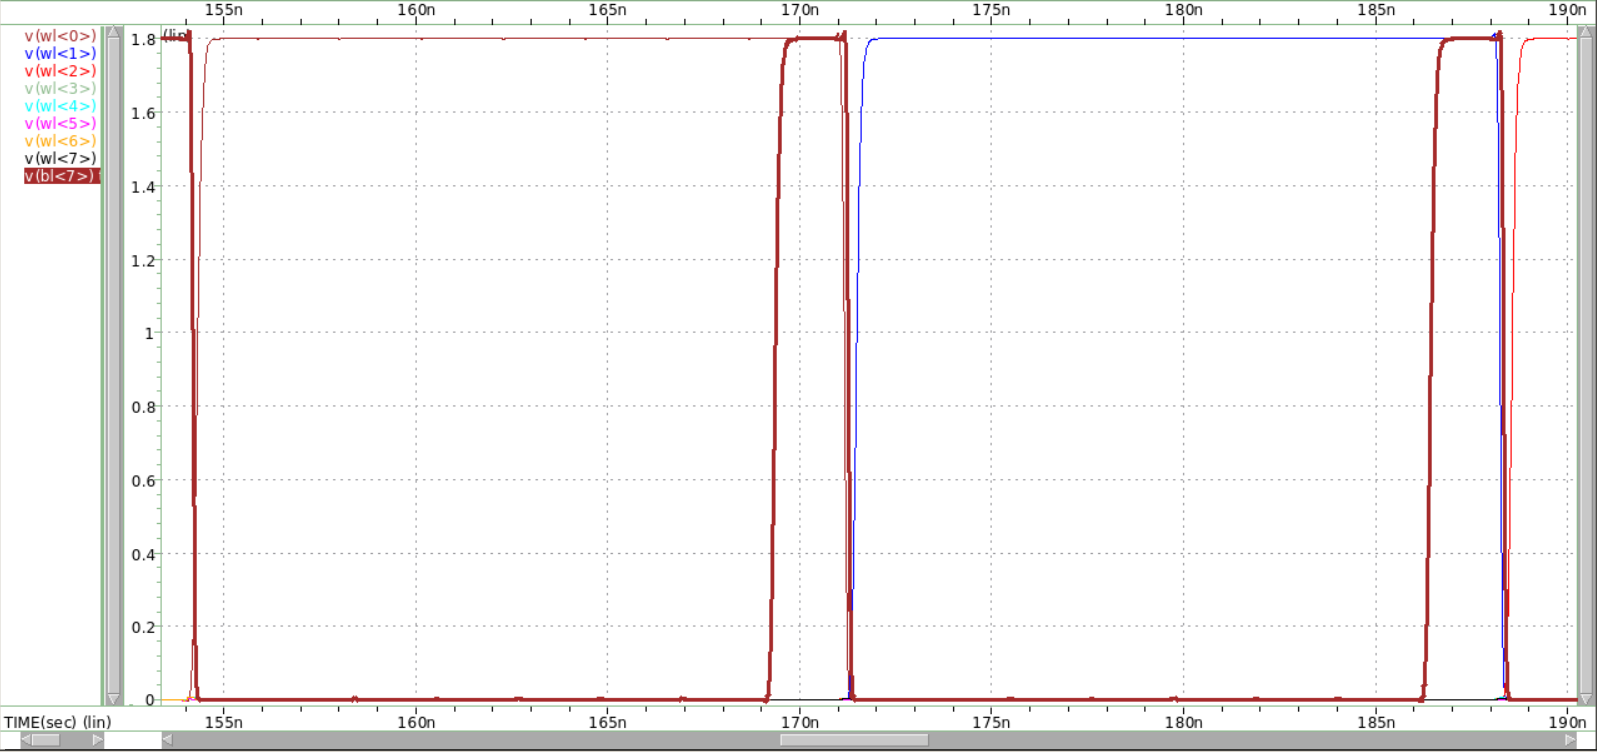 155n 160n 165n 170n 175n 180n 185n 190n
v(wl<0>)
v(wl<1>)
v(wl<2>)
v(wl<3>)
v(wl<4>)
v(wl<5>)
v(wl<6>)
v(wl<7>)
v(bl<7>)
(lin
1.8
1.6
1.4
1.2
1
0.8
0.6
0.4
0.2
0
TIME(sec) (lin) 155n 160n 165n 170n 175n 180n 185n 190n